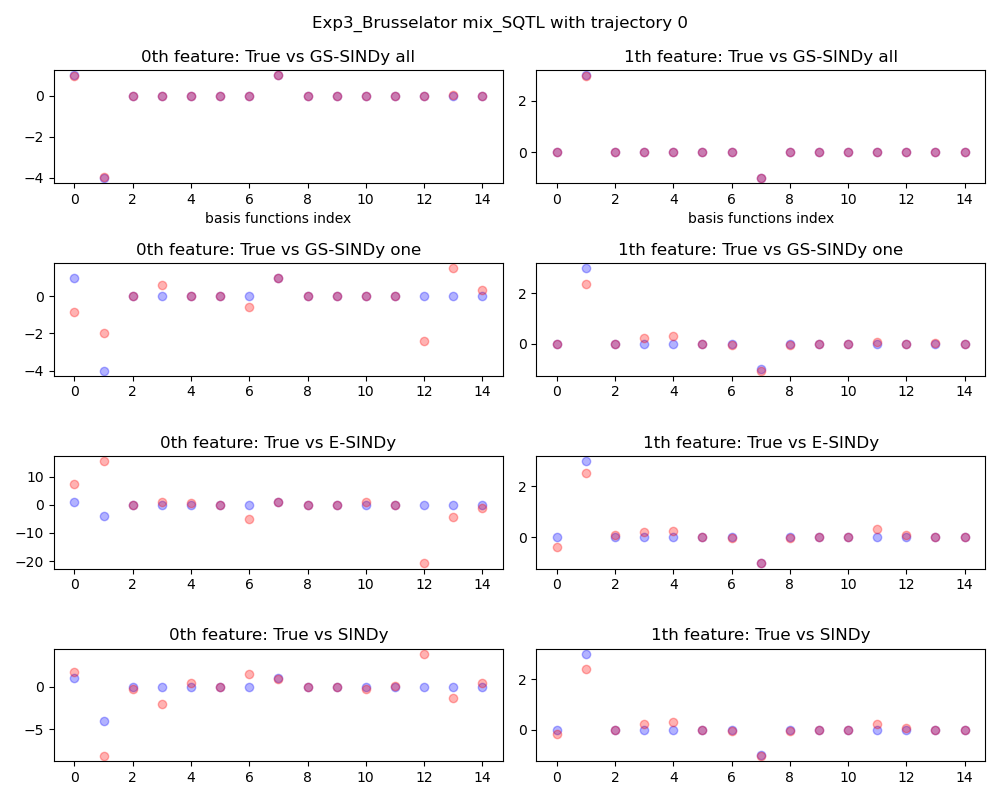 Exp3_Brusselator mix_SQTL with trajectory 0
0th feature: True vs GS-SINDy all
1th feature: True vs GS-SINDy all
0
−2
−4
2
0
0 2 4 6 8 10 12 14
0 2 4 6 8 10 12 14
basis functions index
basis functions index
0th feature: True vs GS-SINDy one
1th feature: True vs GS-SINDy one
0
−2
−4
2
0
0 2 4 6 8 10 12 14
0 2 4 6 8 10 12 14
0th feature: True vs E-SINDy
1th feature: True vs E-SINDy
10
0
−10
−20
2
0
0 2 4 6 8 10 12 14
0 2 4 6 8 10 12 14
0th feature: True vs SINDy
1th feature: True vs SINDy
0
−5
2
0
0 2 4 6 8 10 12 14
0 2 4 6 8 10 12 14